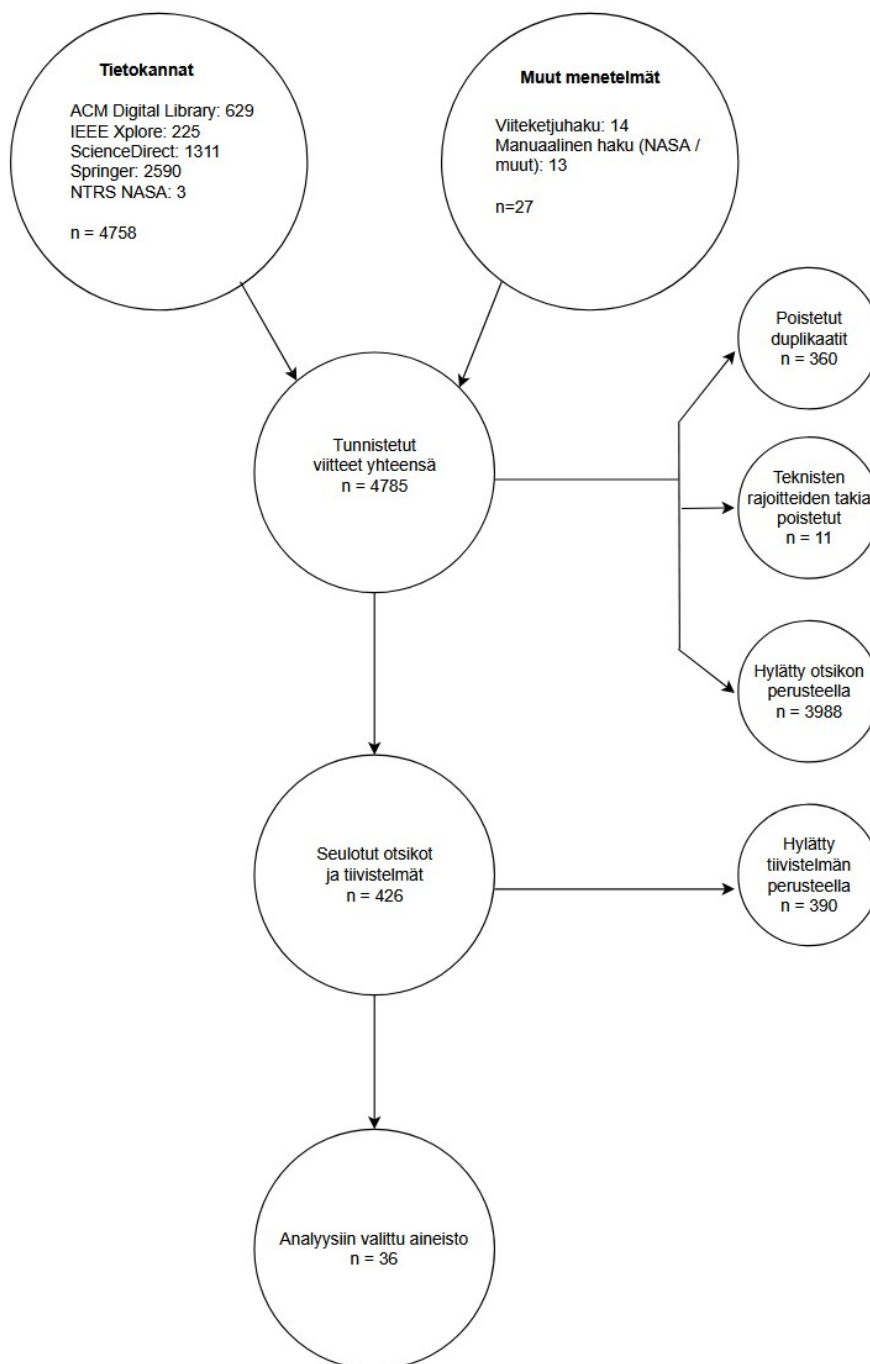 Tietokannat
ACM Digital Library: 629
IEEE Xplore: 225
ScienceDirect: 1311
Springer: 2590
NTRS NASA: 3
n = 4758
Muut menetelmät
Viiteketjuhaku: 14
Manuaalinen haku (NASA /
muut): 13
n=27
Tunnistetut
viitteet yhteensä
n = 4785
Poistetut
duplikaatit
n = 360
Teknisten
rajoitteiden takia
poistetut
n = 11
Hylätty otsikon
perusteella
n = 3988
Seulotut otsikot
ja tiivistelmät
n = 426
Hylätty
tiivistelmän
perusteella
n = 390
Analyysiin valittu aineisto
n = 36